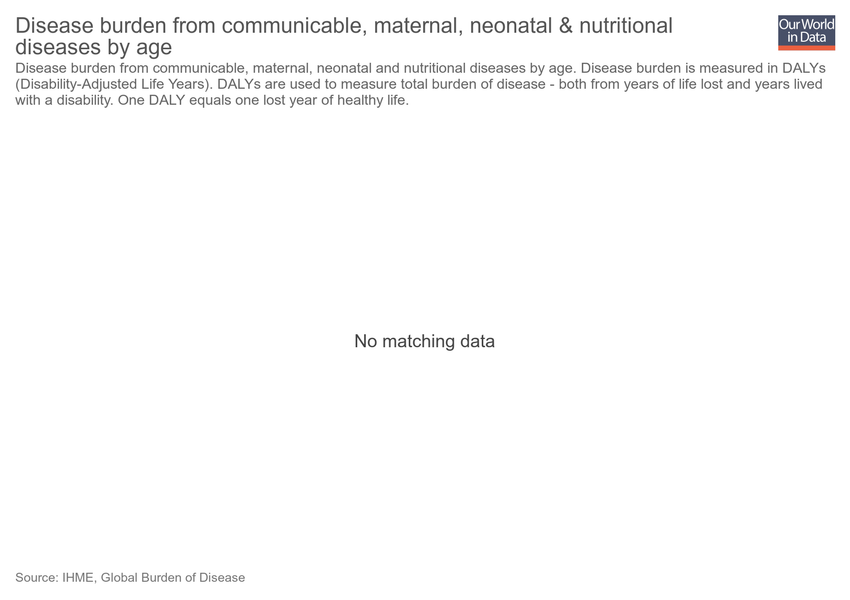 Disease burden from communicable, maternal, neonatal & nutritional
diseases by age
Our World
in Data
Disease burden from communicable, maternal, neonatal and nutritional diseases by age. Disease burden is measured in DALYs
(Disability-Adjusted Life Years). DALYs are used to measure total burden of disease - both from years of life lost and years lived
with a disability. One DALY equals one lost year of healthy life.
No matching data
Source: IHME, Global Burden of Disease